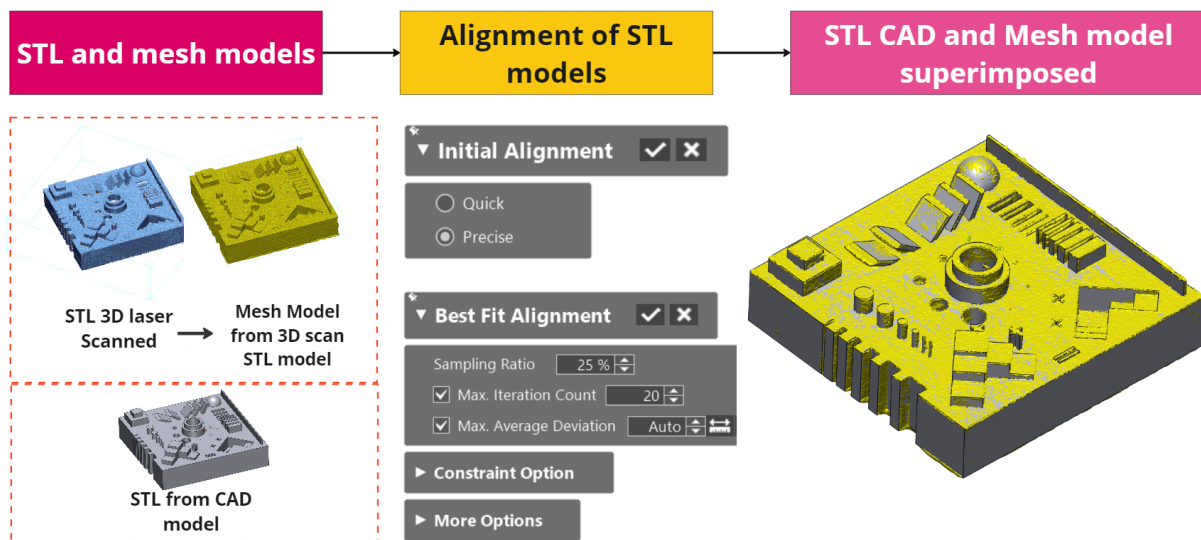 STL and mesh models
Alignment of STL
models
STL CAD and Mesh model
superimposed
STL 3D laser
Scanned
Mesh Model
from 3D scan
STL model
STL from CAD
model
Initial Alignment
Quick
Precise
Best Fit Alignment
Sampling Ratio 25 %
Max. Iteration Count 20
Max. Average Deviation Auto
Constraint Option
More Options